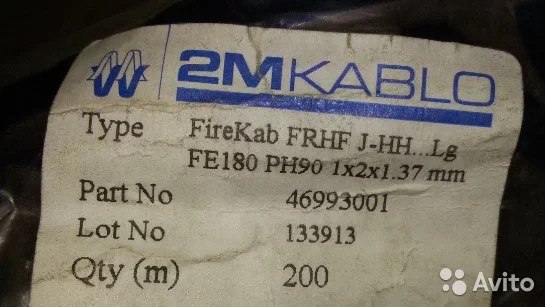 2MKABLO
Type FireKab FRHF J-HH...Lg
FE180 PH90 1x2x1.37 mm
Part No 46993001
Lot No 133913
Qty (m) 200
Avito